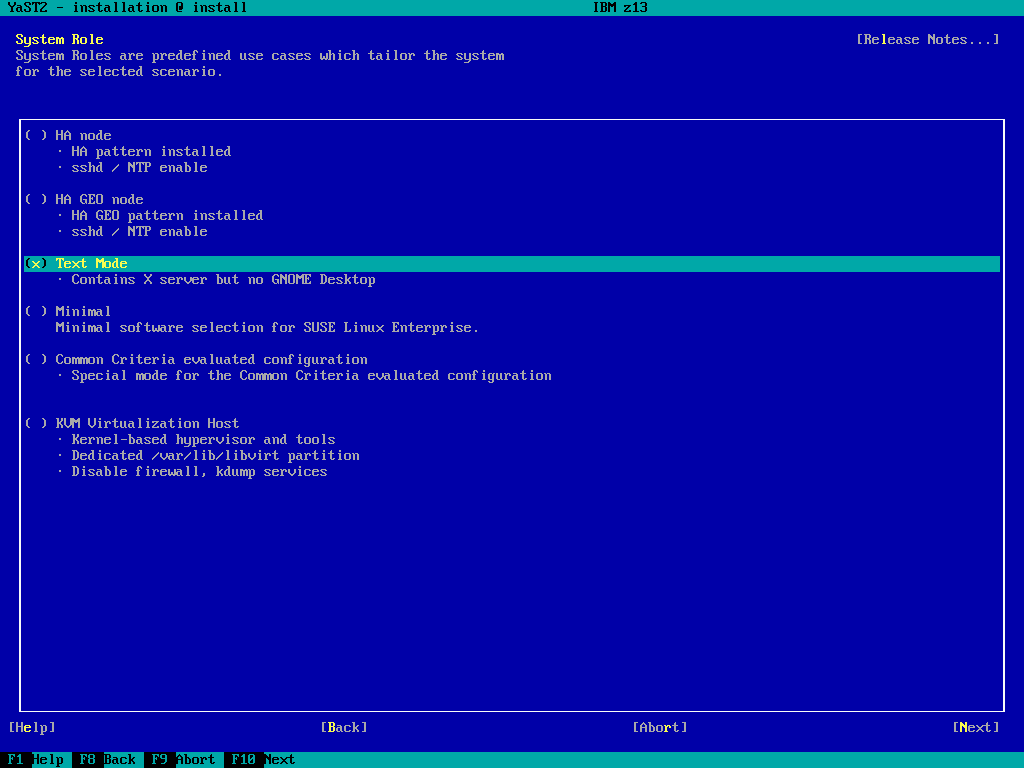 YaST2 - installation @ install IBM z13
System Role [Release Notes...]
System Roles are predefined use cases which tailor the system
for the selected scenario.
( ) HA node
· HA pattern installed
· sshd / NTP enable
( ) HA GEO node
· HA GEO pattern installed
· sshd / NTP enable
(x) Text Mode
· Contains X server but no GNOME Desktop
( ) Minimal
Minimal software selection for SUSE Linux Enterprise.
( ) Common Criteria evaluated configuration
· Special mode for the Common Criteria evaluated configuration
( ) KVM Virtualization Host
· Kernel-based hypervisor and tools
· Dedicated /var/lib/libvirt partition
· Disable firewall, kdump services
[Help] [Back] [Abort] [Next]
F1 Help F8 Back F9 Abort F10 Next